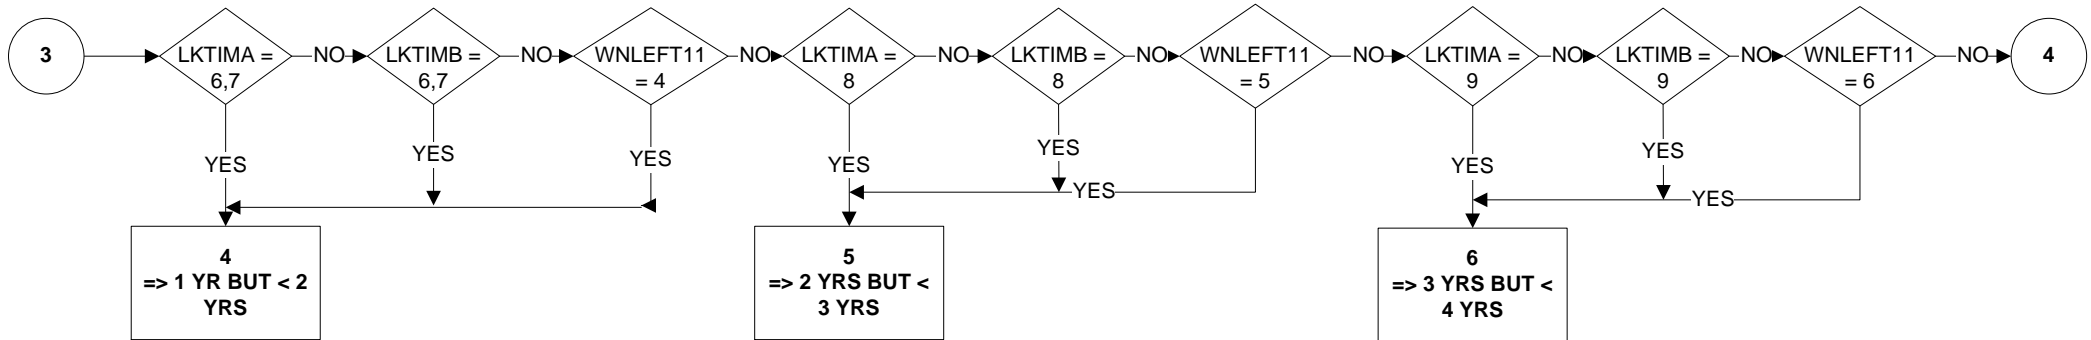 3
LKTIMA =
6,7
NO
LKTIMB =
6,7
NO
WNLEFT11
= 4
NO
LKTIMA =
8
NO
LKTIMB =
8
NO
WNLEFT11
= 5
NO
LKTIMA =
9
NO
LKTIMB =
9
NO
WNLEFT11
= 6
NO
4
YES
YES
YES
YES
YES
YES
YES
YES
YES
4
=> 1 YR BUT < 2
YRS
5
=> 2 YRS BUT <
3 YRS
6
=> 3 YRS BUT <
4 YRS